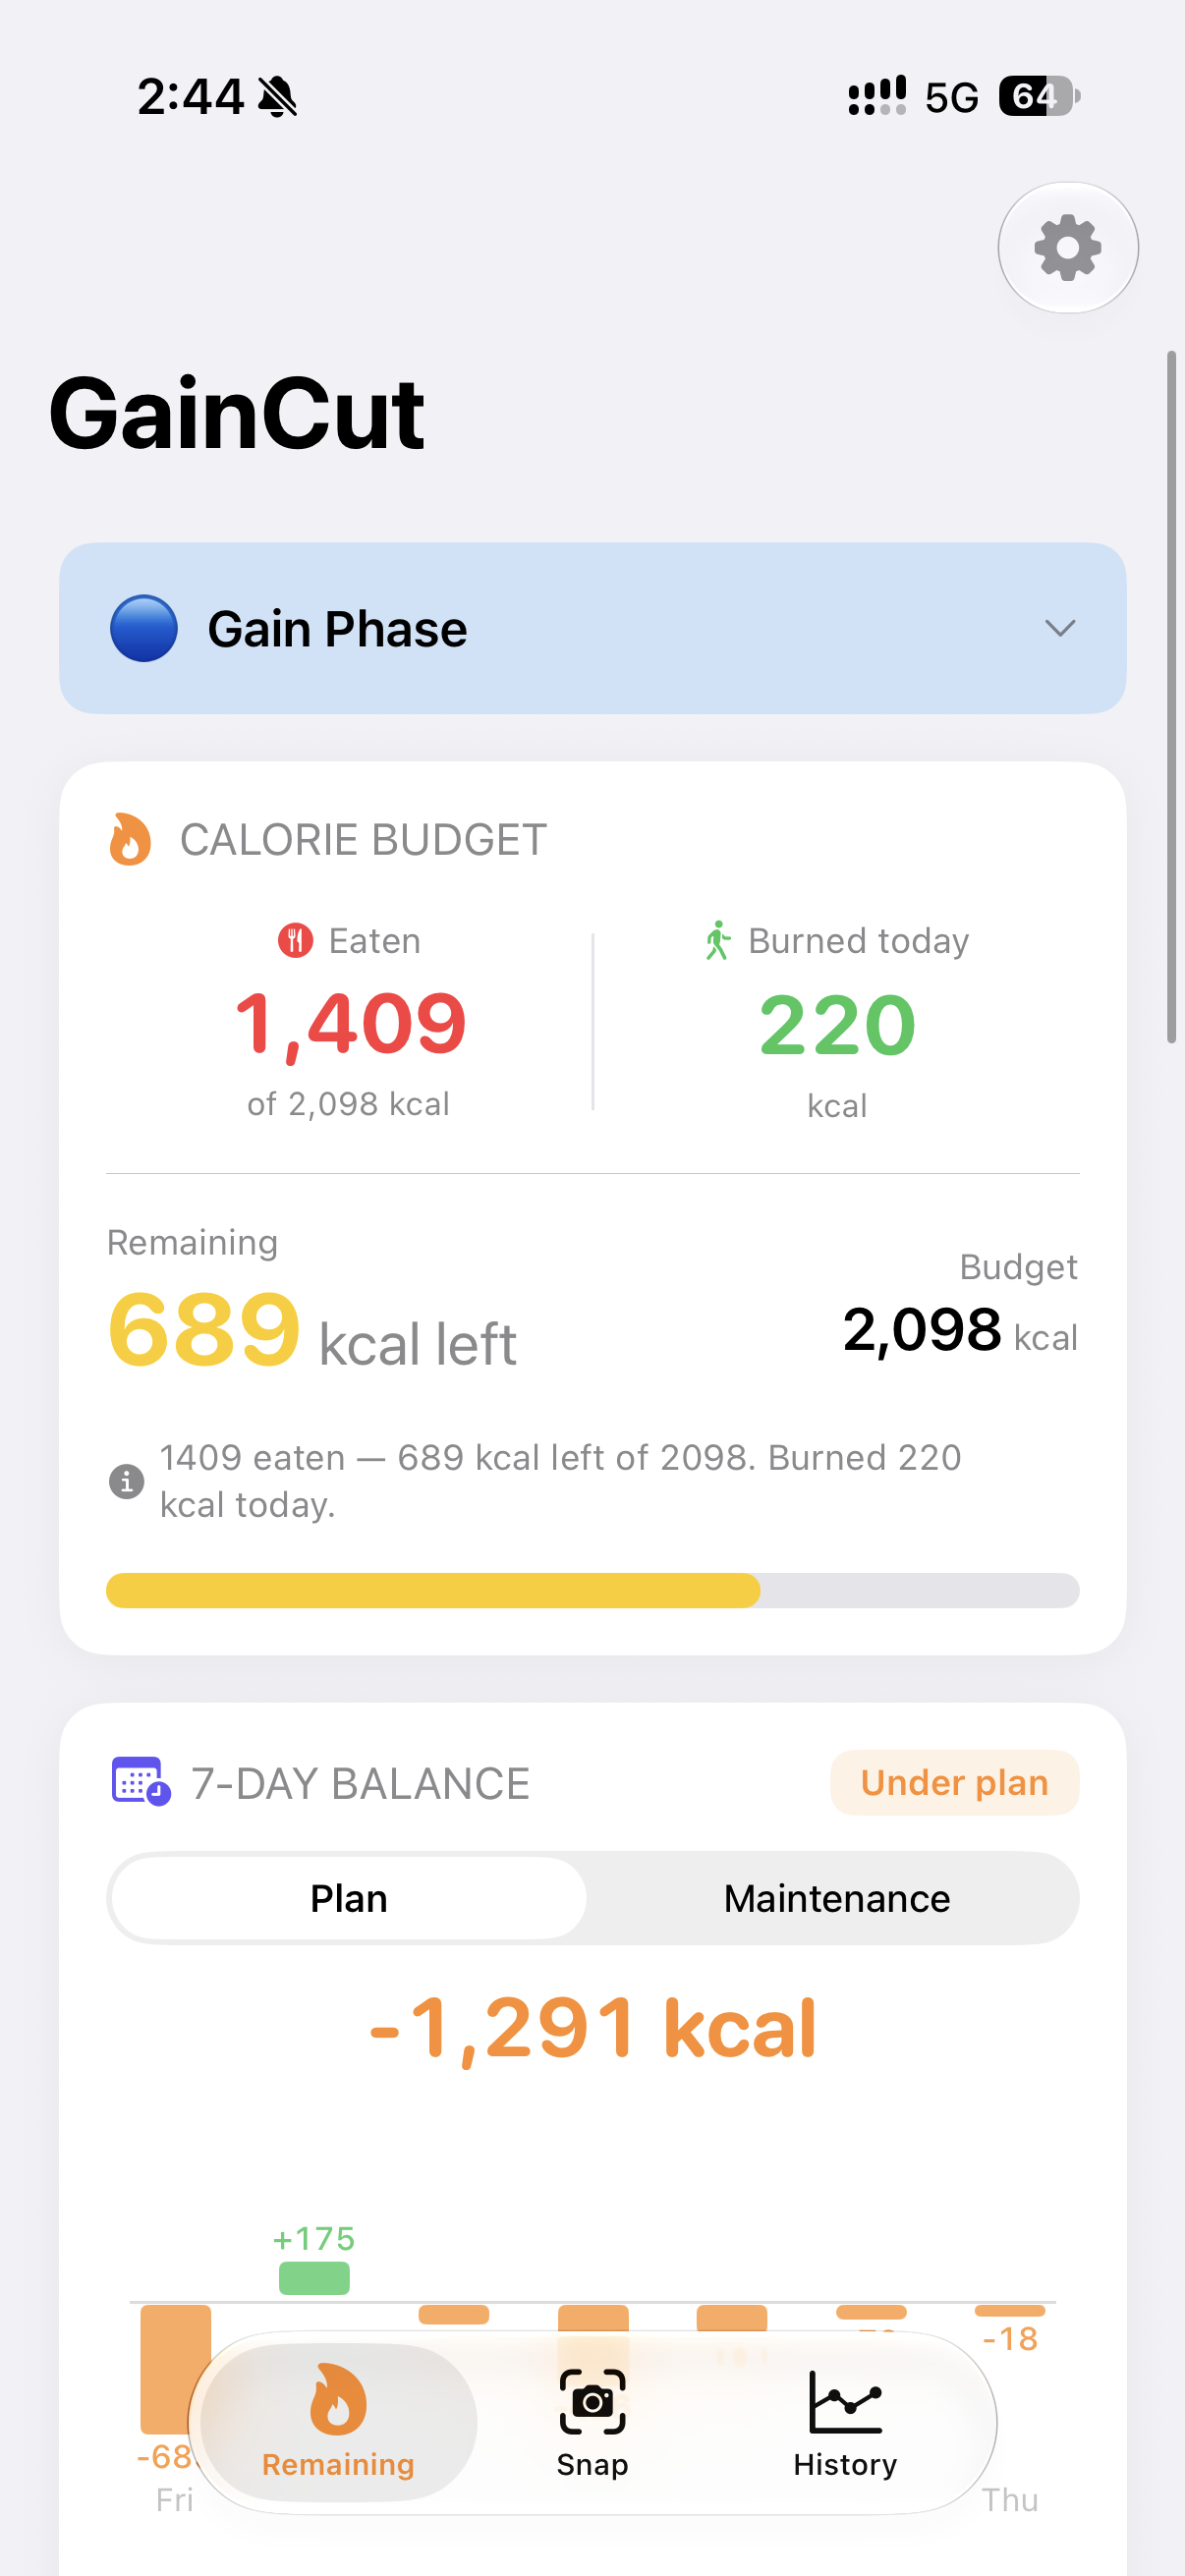 2:44
5G
64
GainCut
Gain Phase
CALORIE BUDGET
Eaten
1,409
of 2,098 kcal
Burned today
220
kcal
Remaining
689 kcal left
Budget
2,098 kcal
1409 eaten — 689 kcal left of 2098. Burned 220
kcal today.
7-DAY BALANCE
Under plan
Plan
Maintenance
-1,291 kcal
+175
-18
Fri
Thu
Remaining
Snap
History